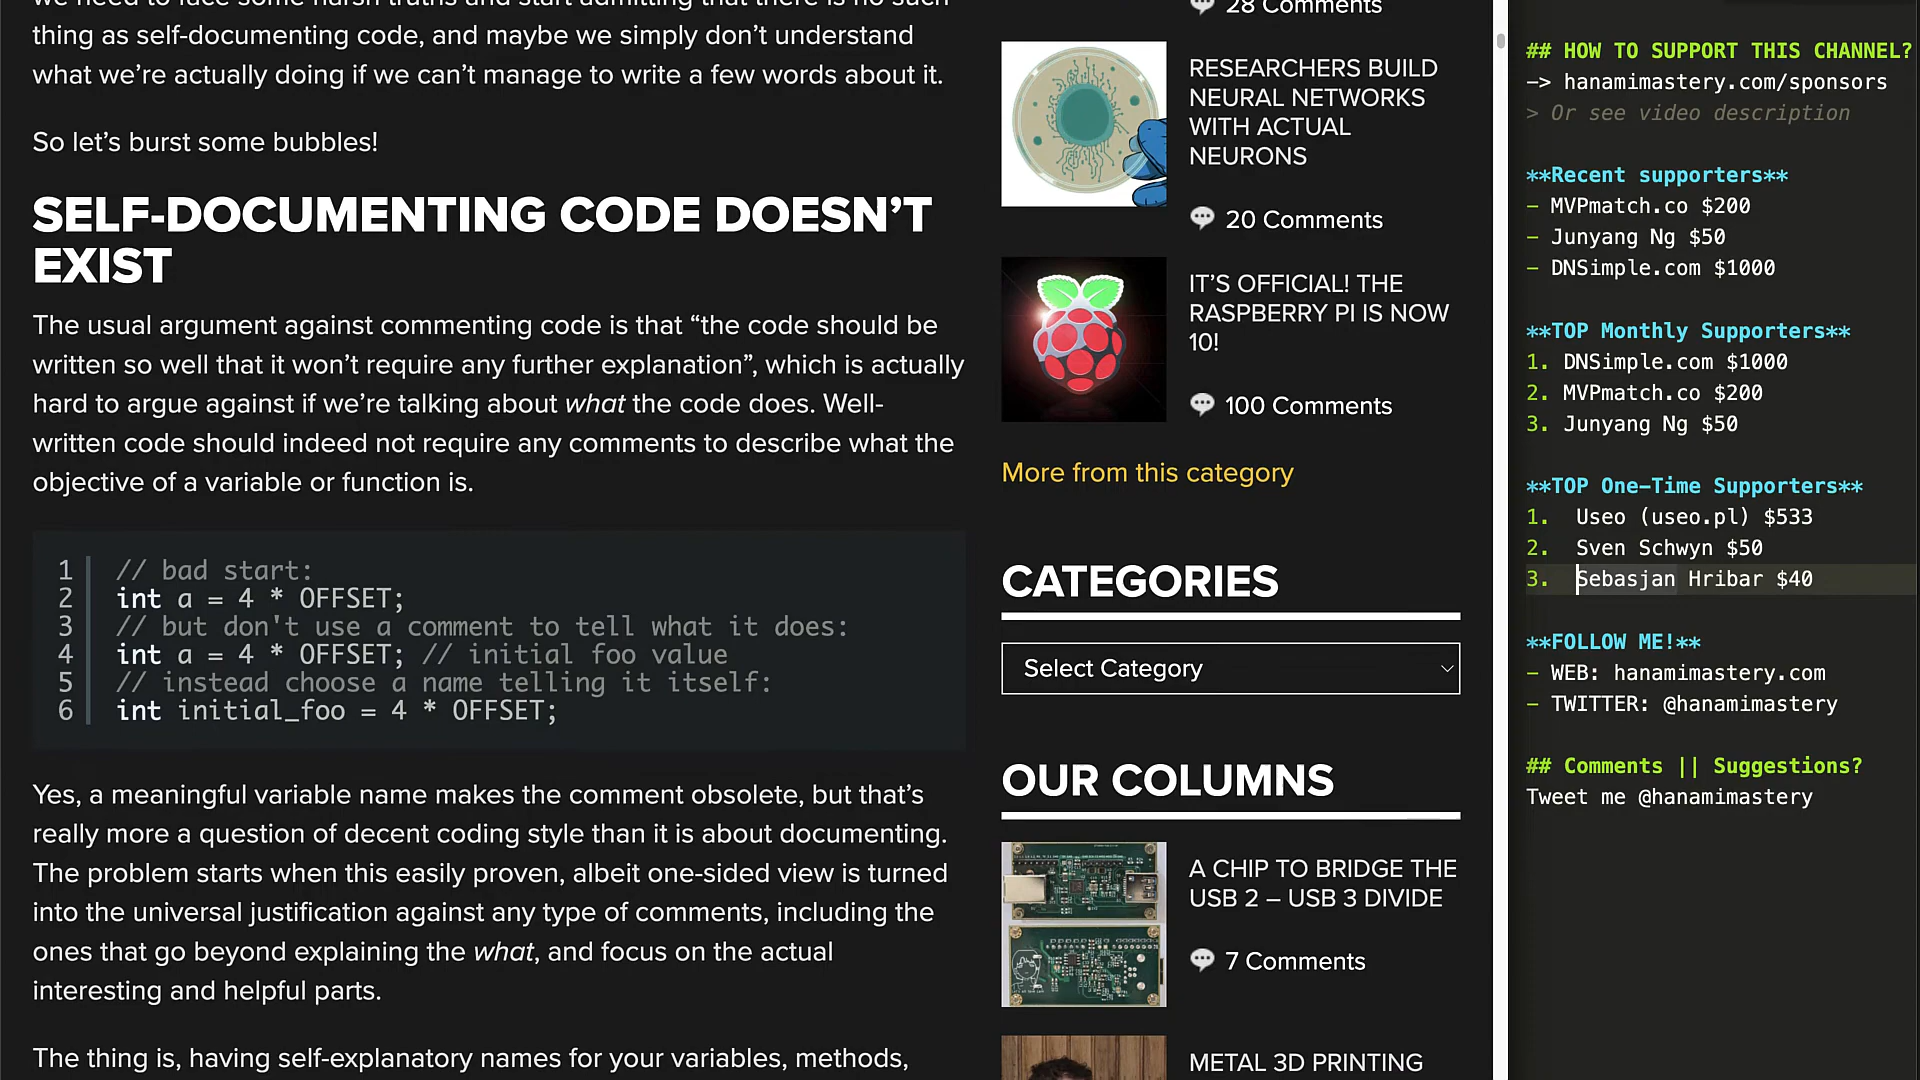 we need to face some harsh truths and start admitting that there is no such
thing as self-documenting code, and maybe we simply don’t understand
what we’re actually doing if we can’t manage to write a few words about it.
So let’s burst some bubbles!
SELF-DOCUMENTING CODE DOESN’T
EXIST
The usual argument against commenting code is that “the code should be
written so well that it won’t require any further explanation”, which is actually
hard to argue against if we’re talking about what the code does. Well-
written code should indeed not require any comments to describe what the
objective of a variable or function is.
1 // bad start:
2 int a = 4 * OFFSET;
3 // but don't use a comment to tell what it does:
4 int a = 4 * OFFSET; // initial foo value
5 // instead choose a name telling it itself:
6 int initial_foo = 4 * OFFSET;
Yes, a meaningful variable name makes the comment obsolete, but that’s
really more a question of decent coding style than it is about documenting.
The problem starts when this easily proven, albeit one-sided view is turned
into the universal justification against any type of comments, including the
ones that go beyond explaining the what, and focus on the actual
interesting and helpful parts.
The thing is, having self-explanatory names for your variables, methods,
28 Comments
RESEARCHERS BUILD
NEURAL NETWORKS
WITH ACTUAL
NEURONS
20 Comments
IT’S OFFICIAL! THE
RASPBERRY PI IS NOW
10!
100 Comments
More from this category
CATEGORIES
Select Category
OUR COLUMNS
A CHIP TO BRIDGE THE
USB 2 – USB 3 DIVIDE
7 Comments
METAL 3D PRINTING
## HOW TO SUPPORT THIS CHANNEL?
–> hanamimastery.com/sponsors
> Or see video description
**Recent supporters**
– MVPmatch.co $200
– Junyang Ng $50
– DNSimple.com $1000
**TOP Monthly Supporters**
1. DNSimple.com $1000
2. MVPmatch.co $200
3. Junyang Ng $50
**TOP One–Time Supporters**
1. Useo (useo.pl) $533
2. Sven Schwyn $50
3. Sebasjan Hribar $40
**FOLLOW ME!**
– WEB: hanamimastery.com
– TWITTER: @hanamimastery
## Comments || Suggestions?
Tweet me @hanamimastery